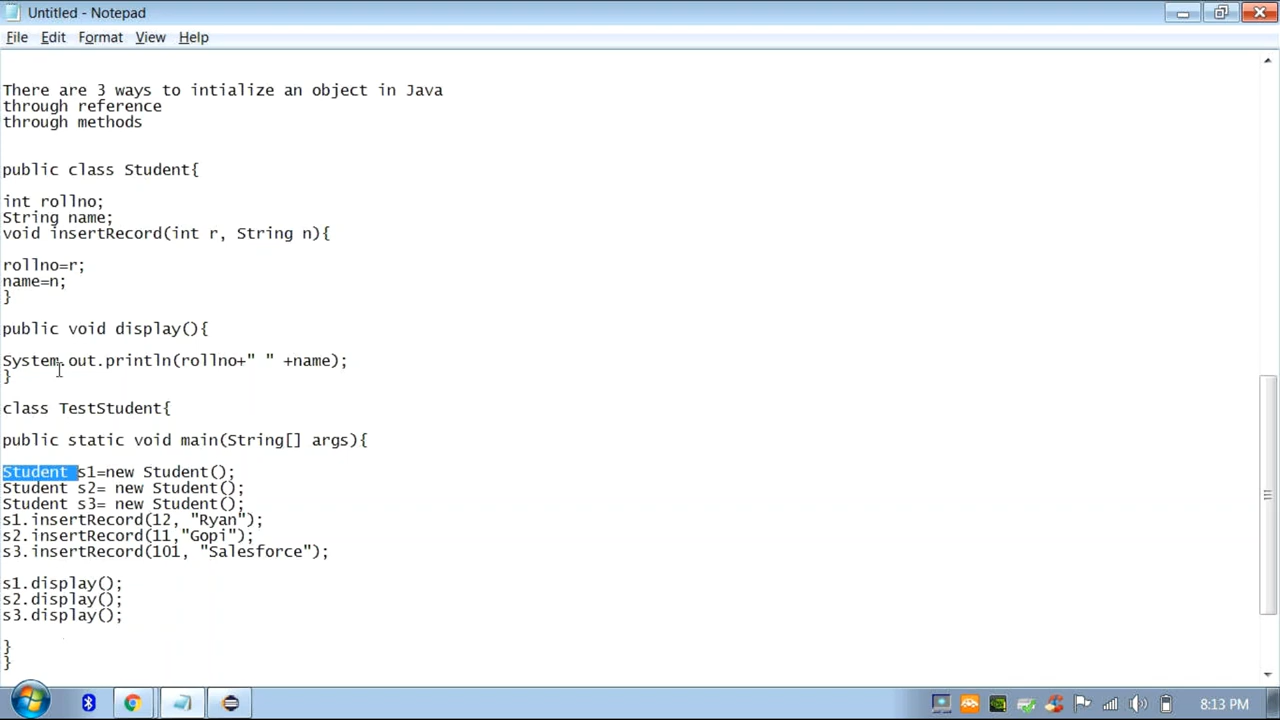 Untitled - Notepad
File Edit Format View Help
There are 3 ways to intialize an object in Java
through reference
through methods
public class Student{
int rollno;
String name;
void insertRecord(int r, String n){
rollno=r;
name=n;
}
public void display(){
System.out.println(rollno+" " +name);
}
class TestStudent{
public static void main(String[] args){
Student s1=new Student();
Student s2= new Student();
Student s3= new Student();
s1.insertRecord(12, "Ryan");
s2.insertRecord(11,"Gopi");
s3.insertRecord(101, "Salesforce");
s1.display();
s2.display();
s3.display();
}
}
8:13 PM